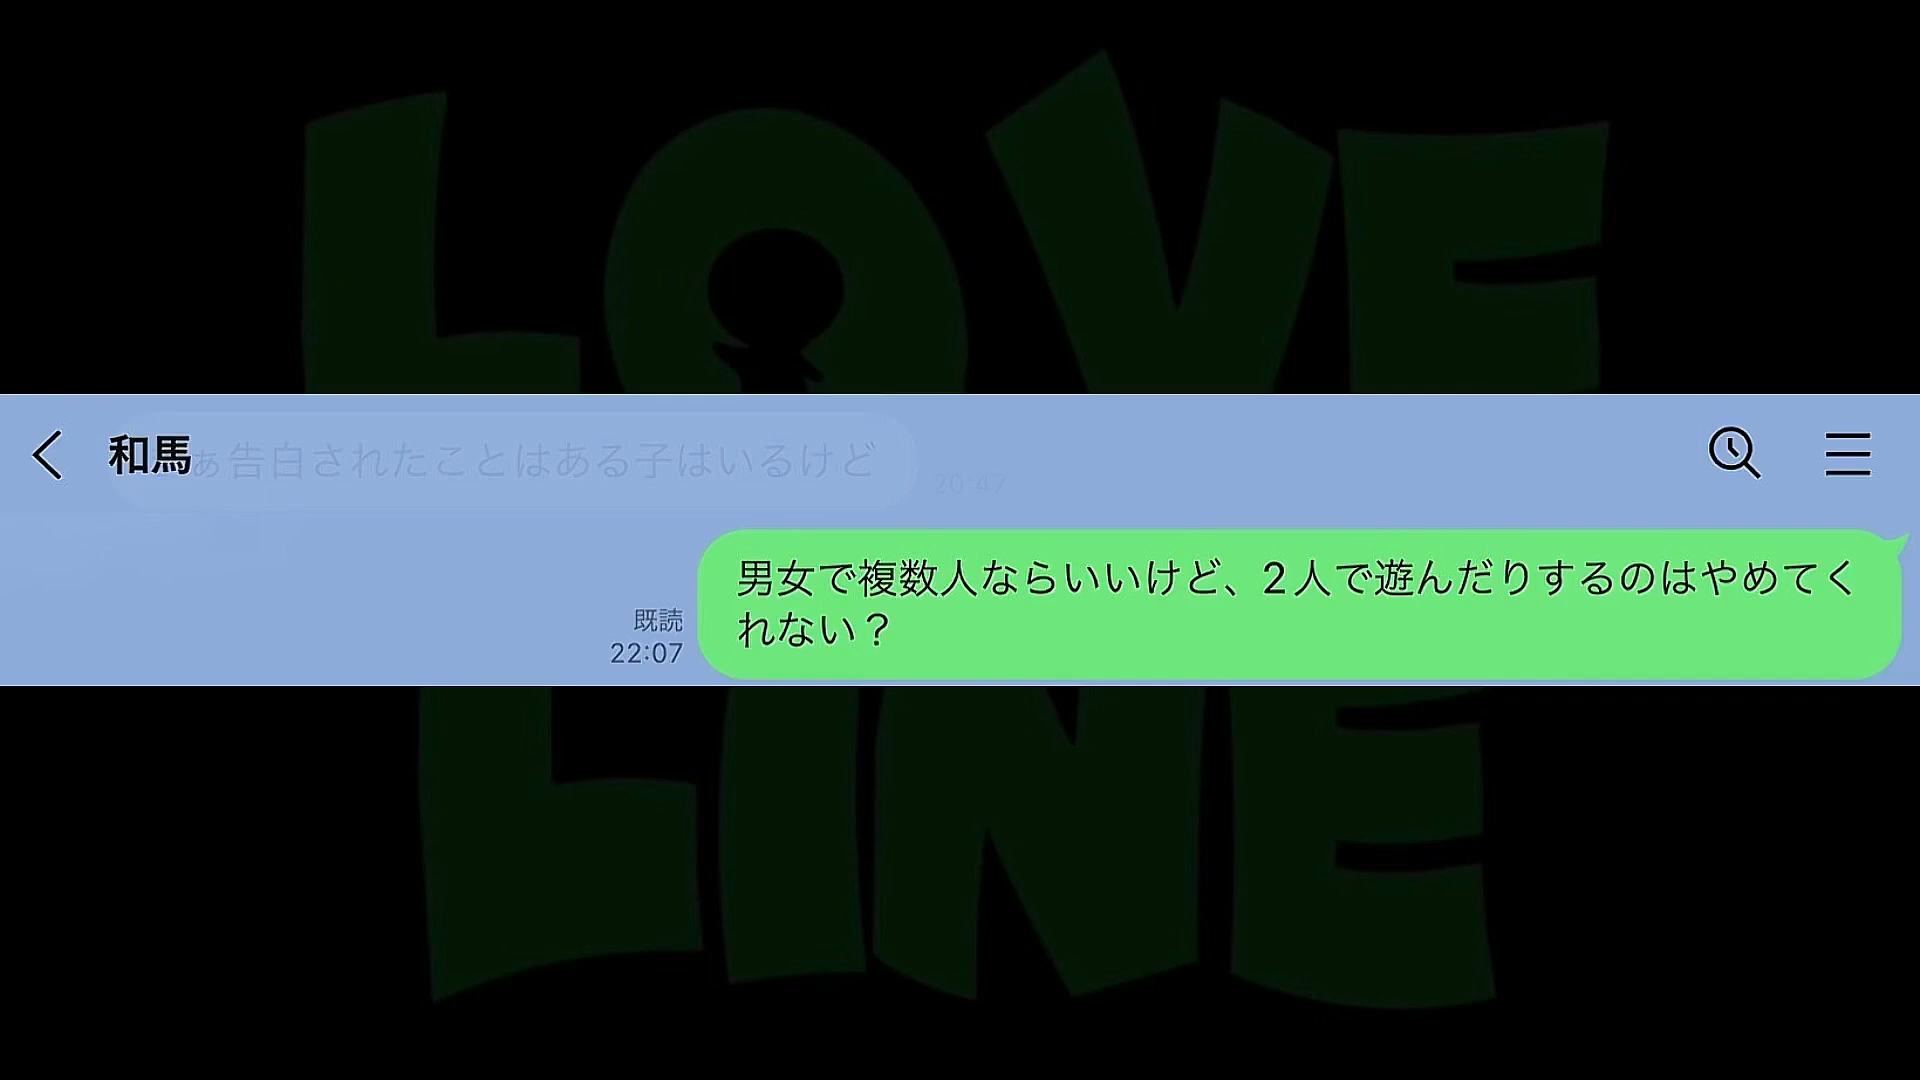 LOVE
和馬
ぁ告白されたことはある子はいるけど
20:47
男女で複数人ならいいけど、2人で遊んだりするのはやめてく
れない？
既読
22:07
LINE